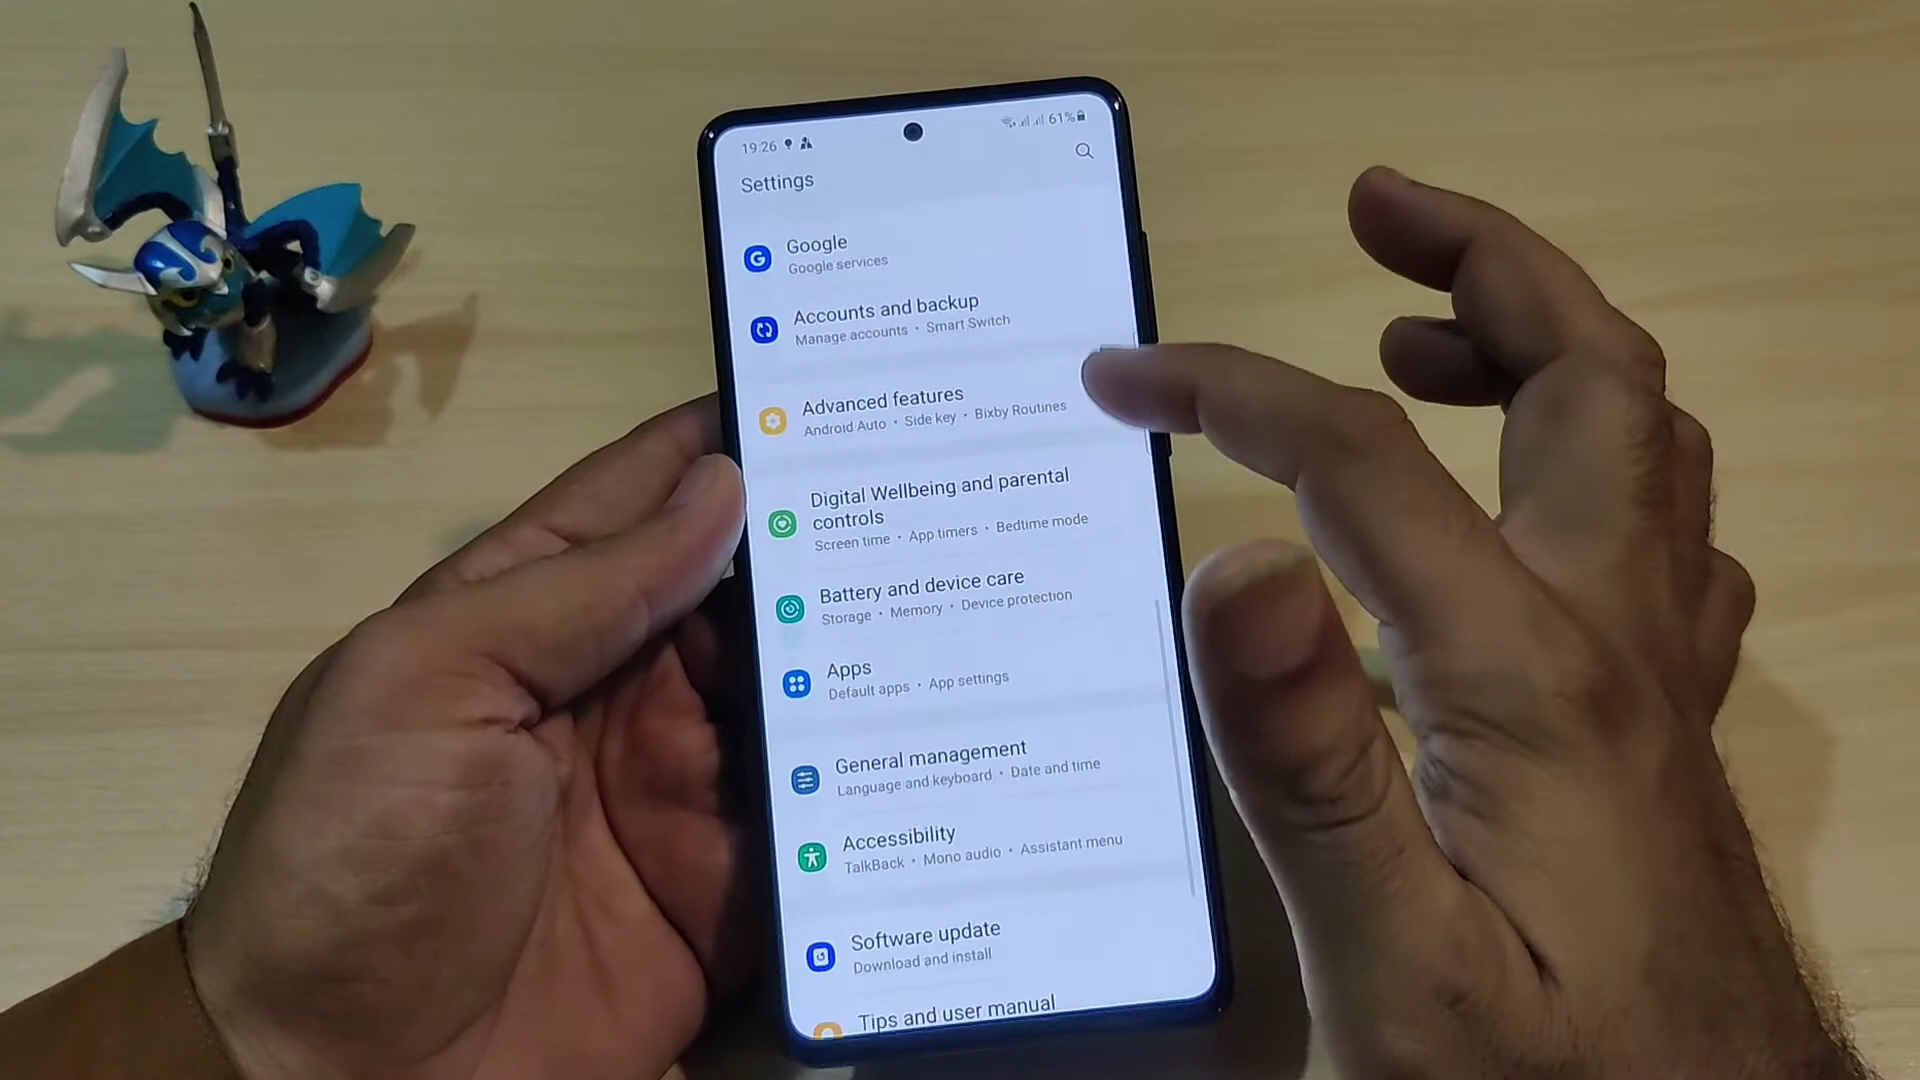 19:26
61%
Settings
Google
Google services
Accounts and backup
Manage accounts • Smart Switch
Advanced features
Android Auto • Side key • Bixby Routines
Digital Wellbeing and parental
controls
Screen time • App timers • Bedtime mode
Battery and device care
Storage • Memory • Device protection
Apps
Default apps • App settings
General management
Language and keyboard • Date and time
Accessibility
TalkBack • Mono audio • Assistant menu
Software update
Download and install
Tips and user manual